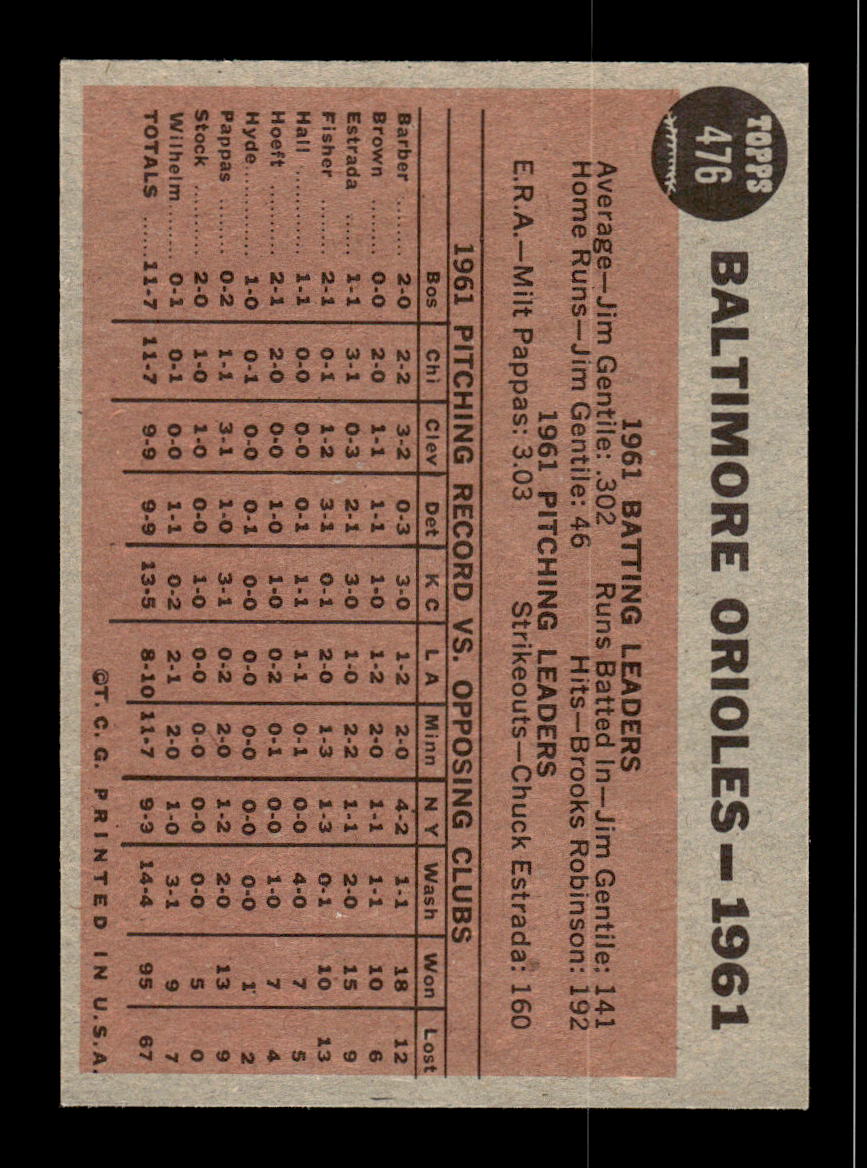 TOPPS
476
BALTIMORE ORIOLES—1961
1961 BATTING LEADERS
Average—Jim Gentile: .302 Runs Batted In—Jim Gentile: 141
Home Runs—Jim Gentile: 46 Hits—Brooks Robinson: 192
1961 PITCHING LEADERS
E.R.A.—Milt Pappas: 3.03 Strikeouts—Chuck Estrada: 160
1961 PITCHING RECORD VS. OPPOSING CLUBS
Bos Chi Clev Det K C L A Minn N Y Wash Won Lost
Barber ........ 2-0 2-2 3-2 0-3 3-0 1-2 2-0 4-2 1-1 18 12
Brown ........ 0-0 2-0 1-1 1-1 1-0 1-2 2-0 1-1 1-1 10 6
Estrada ...... 1-1 3-1 0-3 2-1 3-0 1-0 2-2 1-1 2-0 15 9
Fisher ........ 2-1 0-1 1-2 3-1 0-1 2-0 1-3 1-3 0-1 10 13
Hall ............ 1-1 0-0 0-0 0-1 1-1 1-1 0-1 0-0 4-0 7 5
Hoeft .......... 2-1 2-0 0-0 1-0 1-0 0-2 0-1 0-0 1-0 7 4
Hyde........... 1-0 0-1 0-0 0-1 0-0 0-0 0-0 0-0 0-0 1 2
Pappas ....... 0-2 1-1 3-1 1-0 3-1 0-2 2-0 1-2 2-0 13 9
Stock ......... 2-0 1-0 1-0 0-0 1-0 0-0 0-0 0-0 0-0 5 0
Wilhelm....... 0-1 0-1 0-0 1-1 0-2 2-1 2-0 1-0 3-1 9 7
TOTALS ...... 11-7 11-7 9-9 9-9 13-5 8-10 11-7 9-3 14-4 95 67
©T. C. G. PRINTED IN U.S.A.